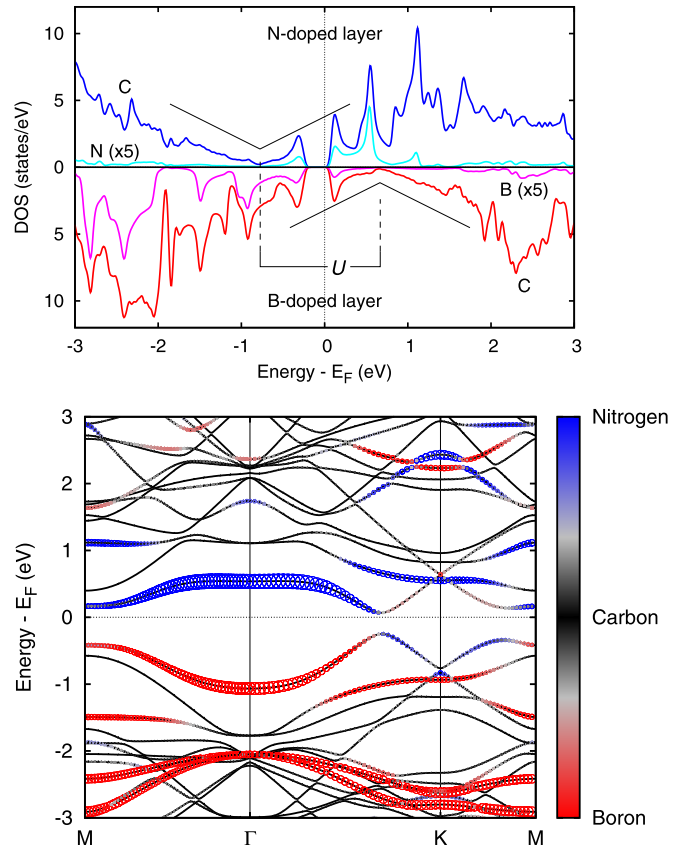 10
5
0
5
10
DOS (states/eV)
N-doped layer
C
N (x5)
B (x5)
U
C
B-doped layer
-3 -2 -1 0 1 2 3
Energy - E_F (eV)
3
2
1
0
-1
-2
-3
Energy - E_F (eV)
M Γ K M
Nitrogen
Carbon
Boron